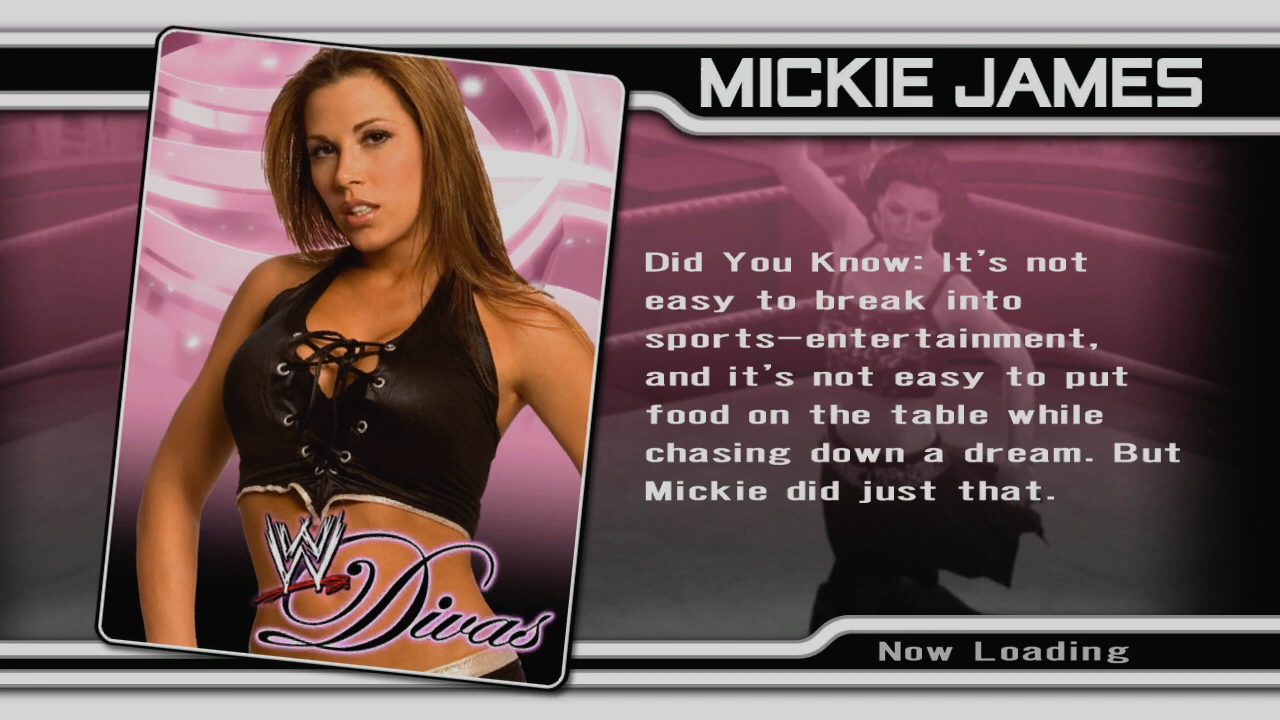 MICKIE JAMES
Did You Know: It's not
easy to break into
sports-entertainment,
and it's not easy to put
food on the table while
chasing down a dream. But
Mickie did just that.
W
Divas
Now Loading